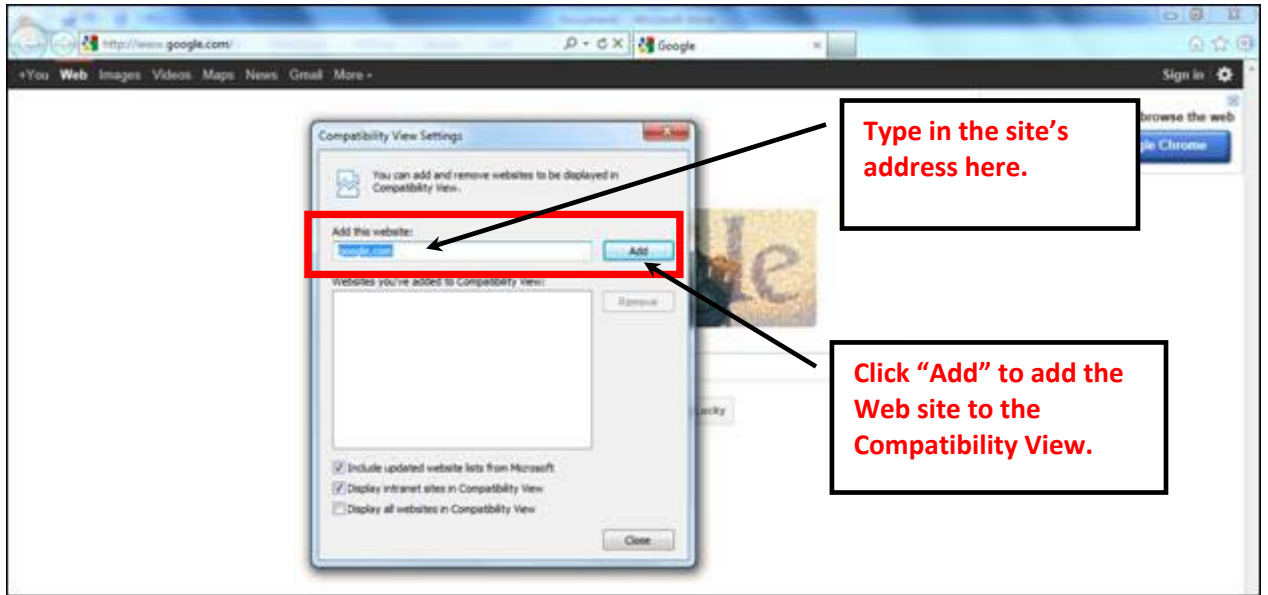 http://www.google.com/
Google
+You Web Images Videos Maps News Gmail More
Sign in
browse the web
Chrome
Compatibility View Settings
You can add and remove websites to be displayed in
Compatibility View.
Add this website:
google.com
Add
Websites you've added to Compatibility View:
Remove
Include updated website lists from Microsoft
Display intranet sites in Compatibility View
Display all websites in Compatibility View
Close
Lucky
Type in the site’s
address here.
Click “Add” to add the
Web site to the
Compatibility View.